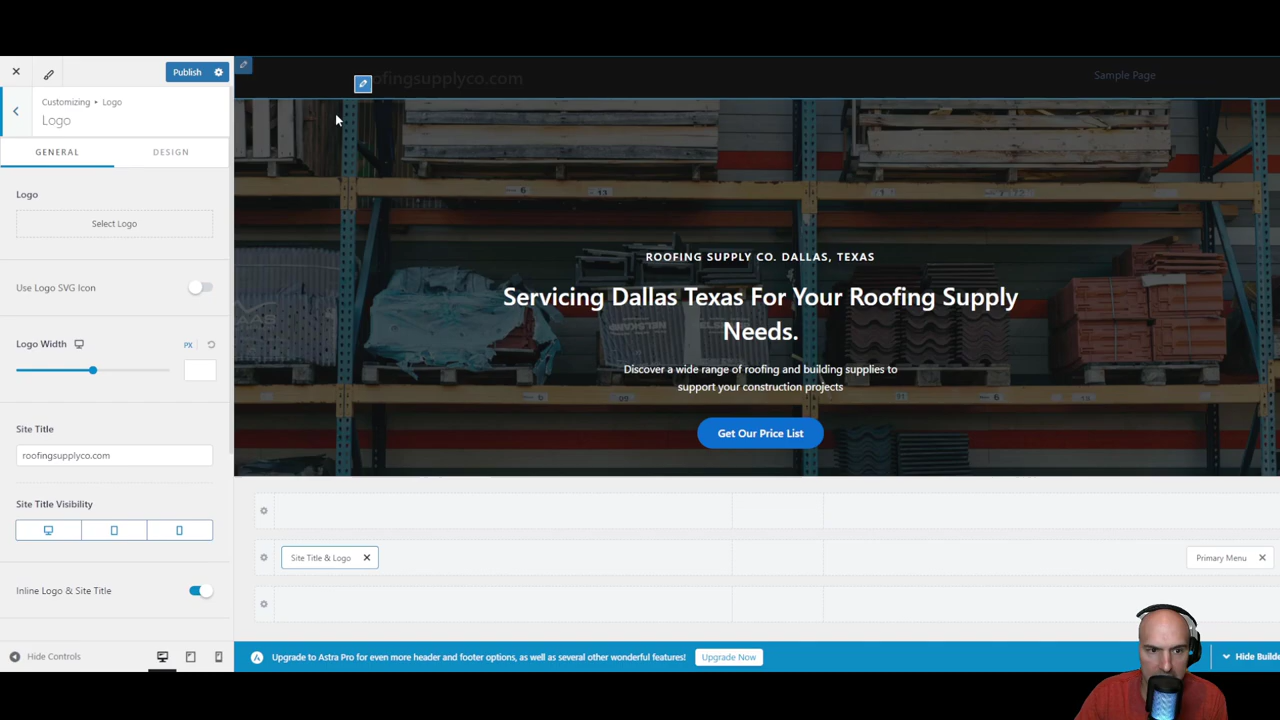 Publish
Customizing • Logo
Logo
GENERAL
DESIGN
Logo
Select Logo
Use Logo SVG Icon
Logo Width
PX
Site Title
roofingsupplyco.com
Site Title Visibility
Inline Logo & Site Title
Hide Controls
ofingsupplyco.com
Sample Page
6
13
ROOFING SUPPLY CO. DALLAS, TEXAS
Servicing Dallas Texas For Your Roofing Supply
Needs.
Discover a wide range of roofing and building supplies to
support your construction projects
Get Our Price List
Site Title & Logo
Primary Menu
Upgrade to Astra Pro for even more header and footer options, as well as several other wonderful features!
Upgrade Now
Hide Builde